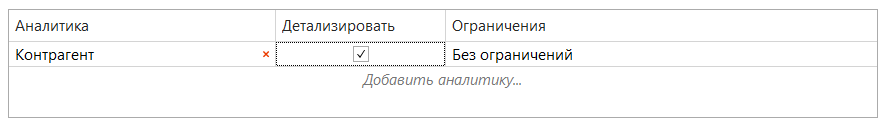 Аналитика Детализировать Ограничения
Контрагент × ✓ Без ограничений
Добавить аналитику...